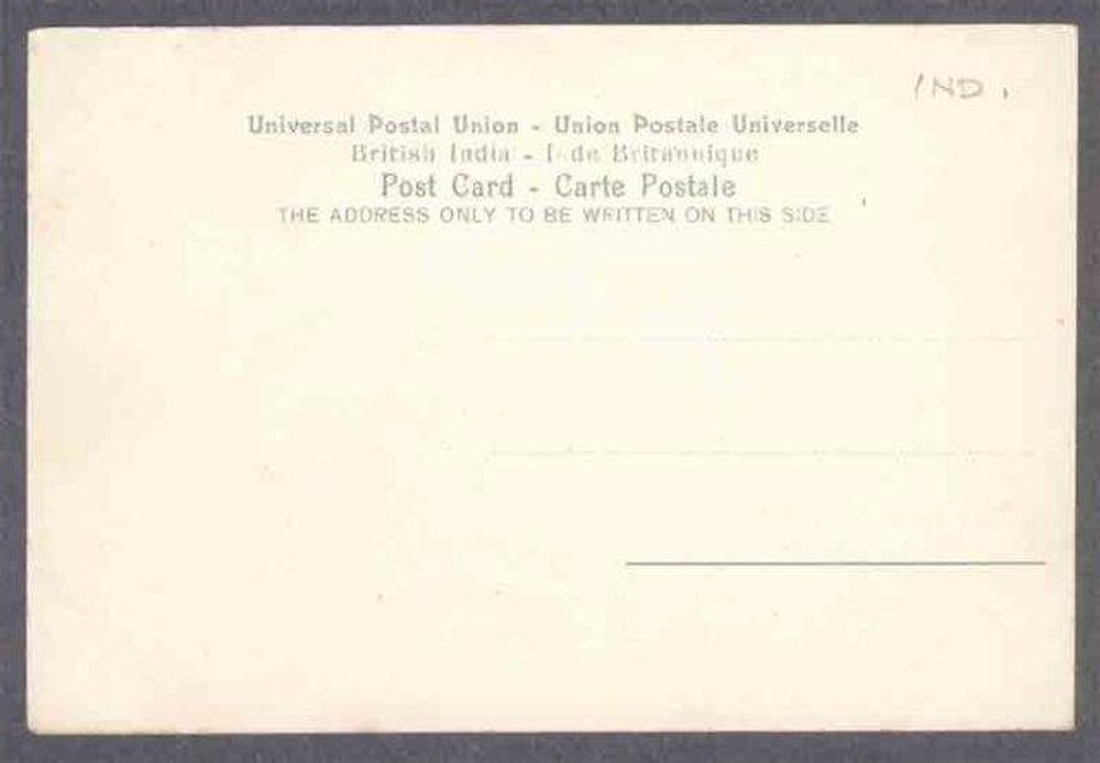 IND.
Universal Postal Union - Union Postale Universelle
British India - Inde Britannique
Post Card - Carte Postale
THE ADDRESS ONLY TO BE WRITTEN ON THIS SIDE